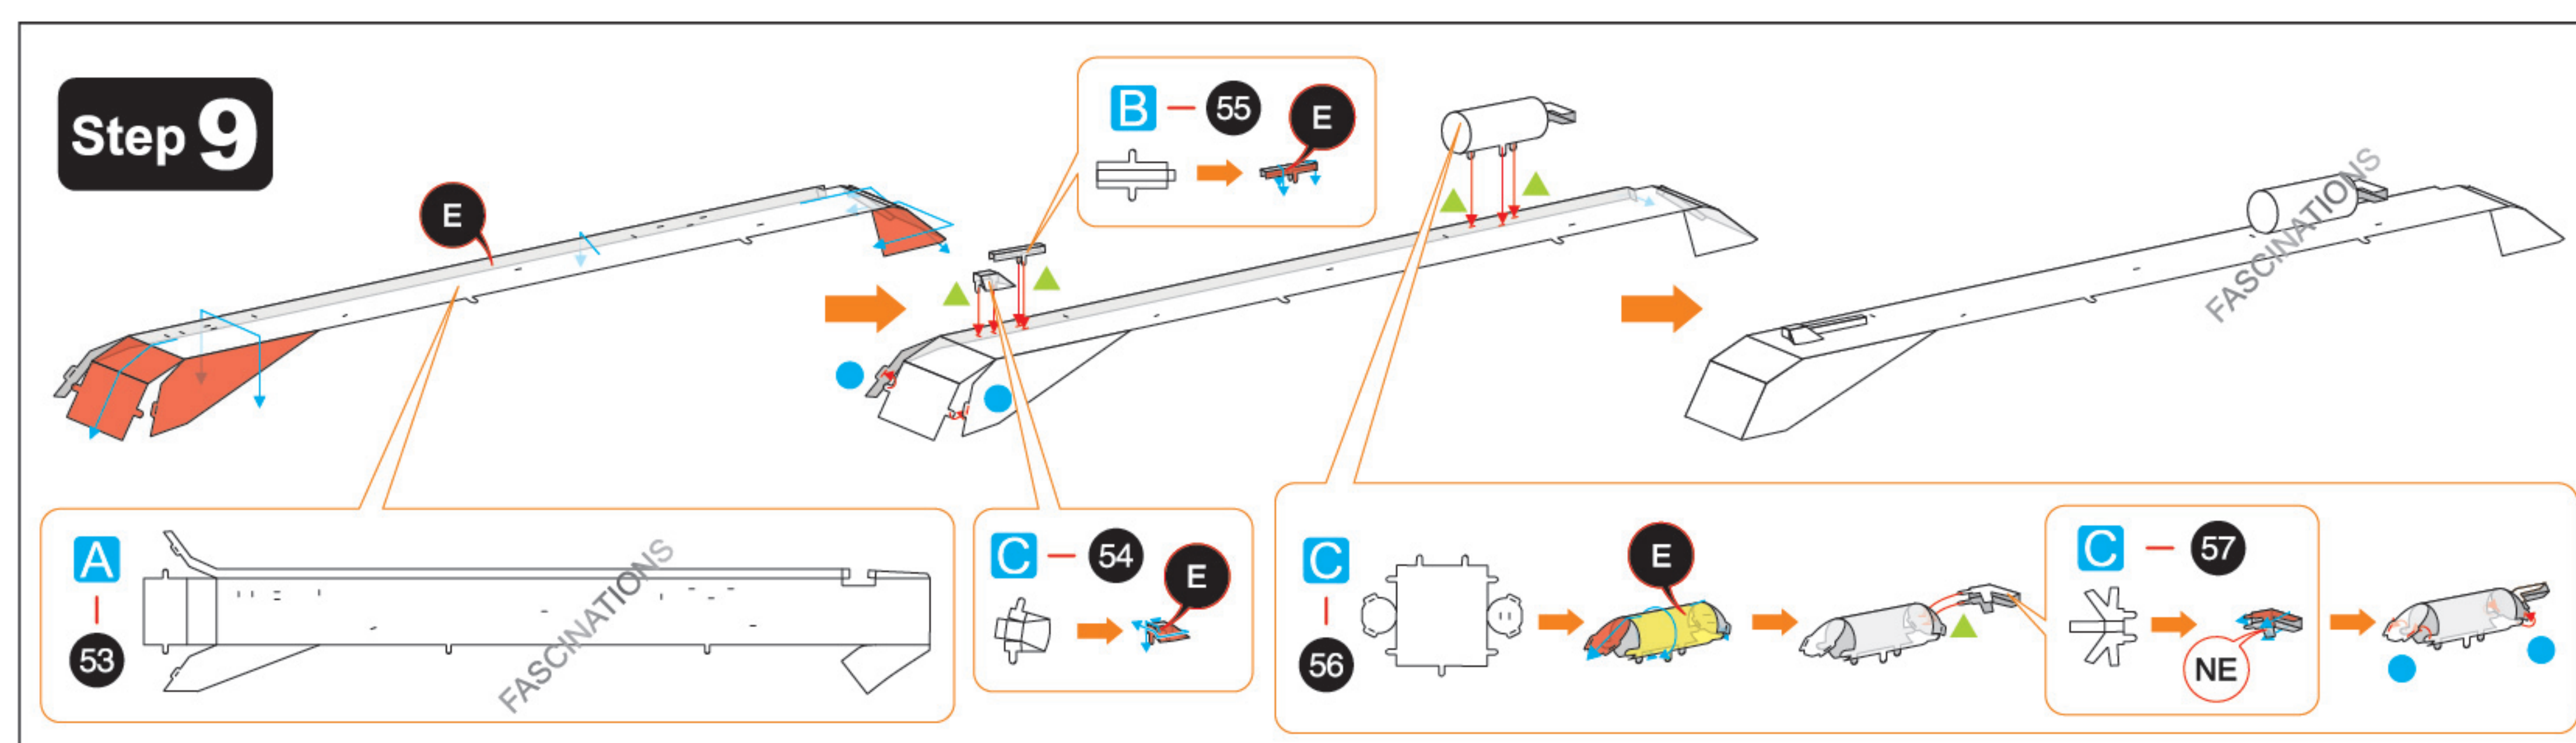 Step 9
E
B — 55
E
FASCINATIONS
A
53
FASCINATIONS
C — 54
E
C
56
E
C — 57
NE